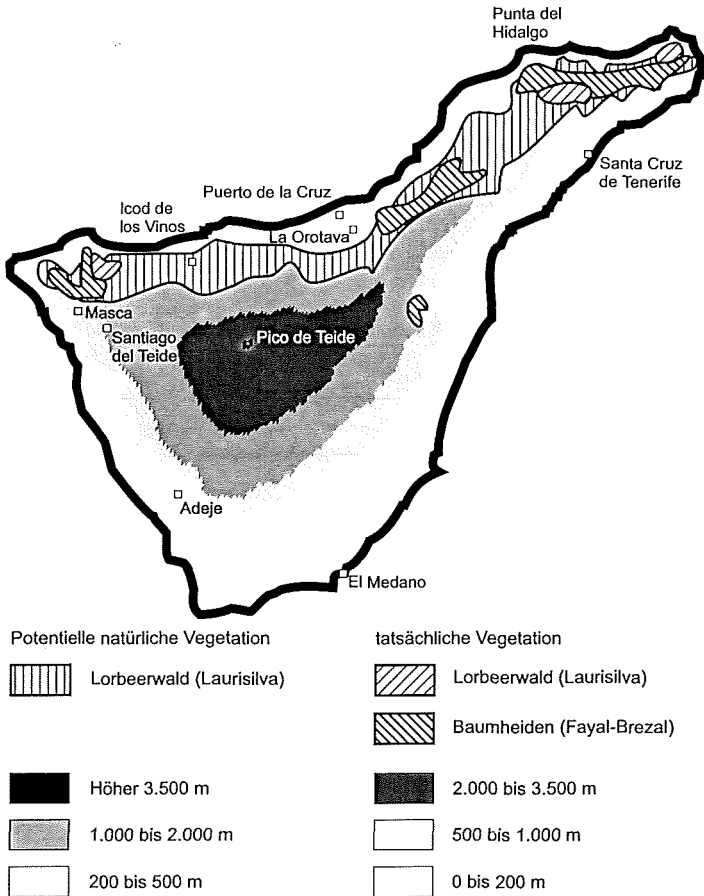 Punta del
Hidalgo
Santa Cruz
de Tenerife
Puerto de la Cruz
Icod de
los Vinos
La Orotava
Masca
Santiago
del Teide
Pico de Teide
Adeje
El Medano
Potentielle natürliche Vegetation
Lorbeerwald (Laurisilva)
tatsächliche Vegetation
Lorbeerwald (Laurisilva)
Baumheiden (Fayal-Brezal)
Höher 3.500 m
2.000 bis 3.500 m
1.000 bis 2.000 m
500 bis 1.000 m
200 bis 500 m
0 bis 200 m